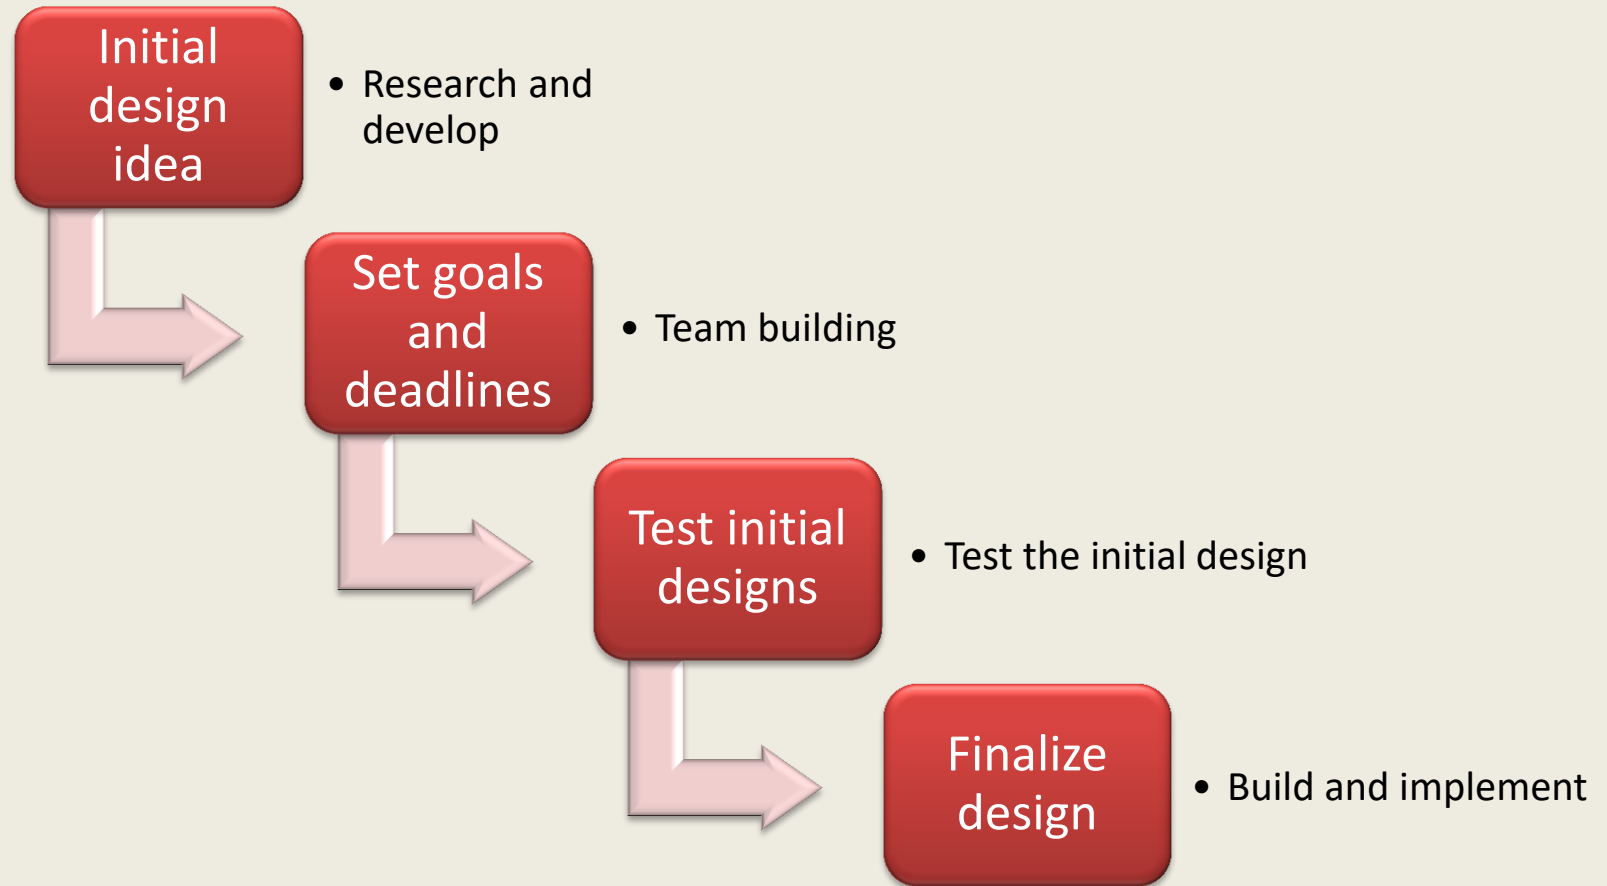 Initial
design
idea
• Research and
develop
Set goals
and
deadlines
• Team building
Test initial
designs
• Test the initial design
Finalize
design
• Build and implement